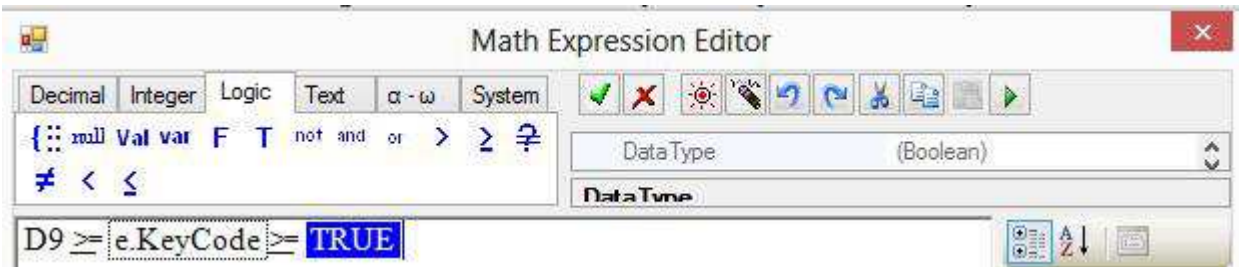 Math Expression Editor
Decimal Integer Logic Text α - ω System
{ null Val var F T not and or > ≥ =?
≠ < ≤
DataType (Boolean)
DataType
D9 >= e.KeyCode >= TRUE
A Z